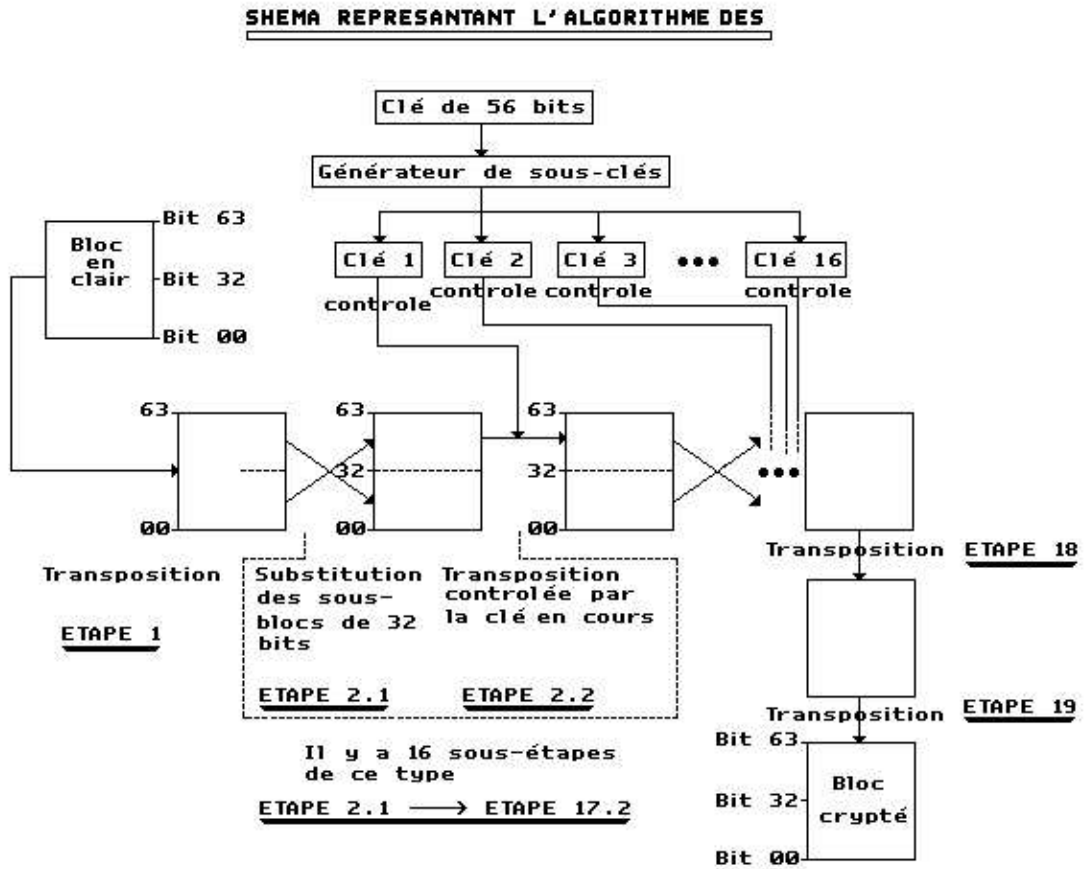 SHEMA REPRESANTANT L'ALGORITHME DES
Clé de 56 bits
Générateur de sous-clés
Bit 63
Bloc
en
clair
Bit 32
Bit 00
Clé 1
Clé 2
Clé 3
•••
Clé 16
controle
controle
controle
controle
63
32
00
63
32
00
63
00
•••
Transposition
ETAPE 1
Substitution
des sous-
blocs de 32
bits
ETAPE 2.1
Transposition
controlée par
la clé en cours
ETAPE 2.2
Il y a 16 sous-étapes
de ce type
ETAPE 2.1 ⟶ ETAPE 17.2
Transposition ETAPE 18
Transposition ETAPE 19
Bit 63
Bit 32
Bit 00
Bloc
crypté